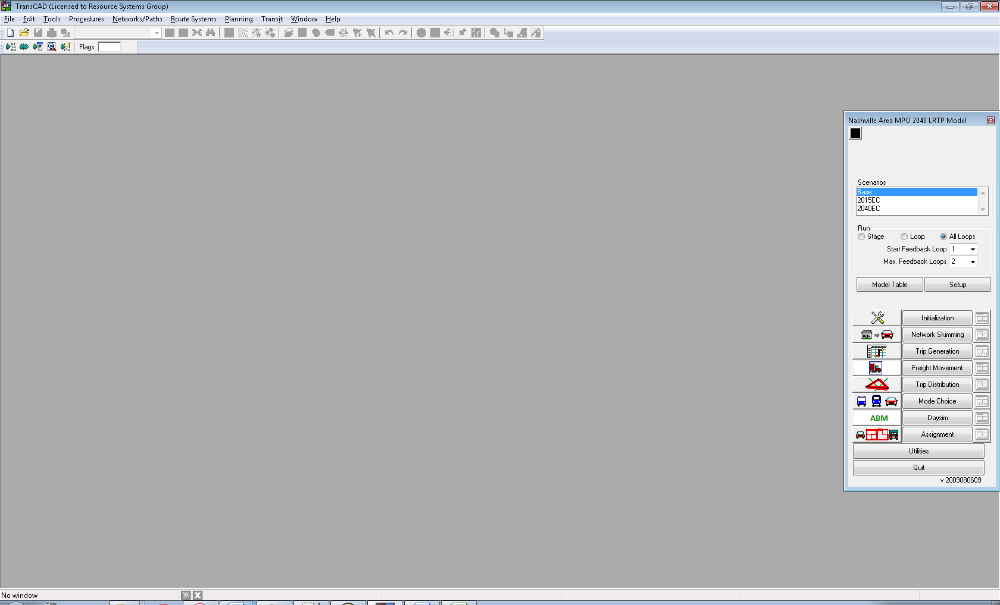 TransCAD (Licensed to Resource Systems Group)
File Edit Tools Procedures Networks/Paths Route Systems Planning Transit Window Help
MI
KM
Flags
Nashville Area MPO 2040 LRTP Model
Scenarios
Base
2015EC
2040EC
Run
Stage Loop All Loops
Start Feedback Loop 1
Max. Feedback Loops 2
Model Table Setup
Initialization
Network Skimming
Trip Generation
Freight Movement
Trip Distribution
Mode Choice
ABM Daysim
Assignment
Utilities
Quit
v 2009080609
No window